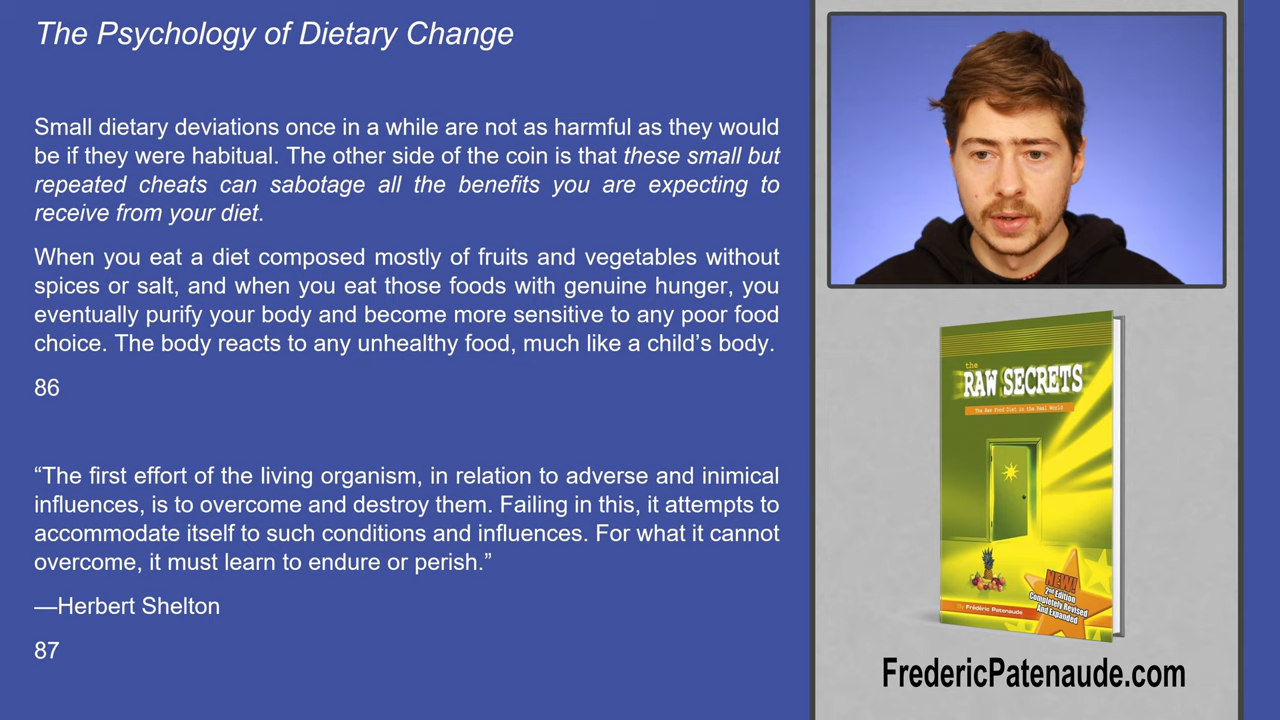 The Psychology of Dietary Change
Small dietary deviations once in a while are not as harmful as they would
be if they were habitual. The other side of the coin is that these small but
repeated cheats can sabotage all the benefits you are expecting to
receive from your diet.
When you eat a diet composed mostly of fruits and vegetables without
spices or salt, and when you eat those foods with genuine hunger, you
eventually purify your body and become more sensitive to any poor food
choice. The body reacts to any unhealthy food, much like a child’s body.
86
“The first effort of the living organism, in relation to adverse and inimical
influences, is to overcome and destroy them. Failing in this, it attempts to
accommodate itself to such conditions and influences. For what it cannot
overcome, it must learn to endure or perish.”
—Herbert Shelton
87
the
RAW SECRETS
The Raw Food Diet in the Real World
NEW!
2nd Edition
Completely Revised
And Expanded
By Frédéric Patenaude
FredericPatenaude.com